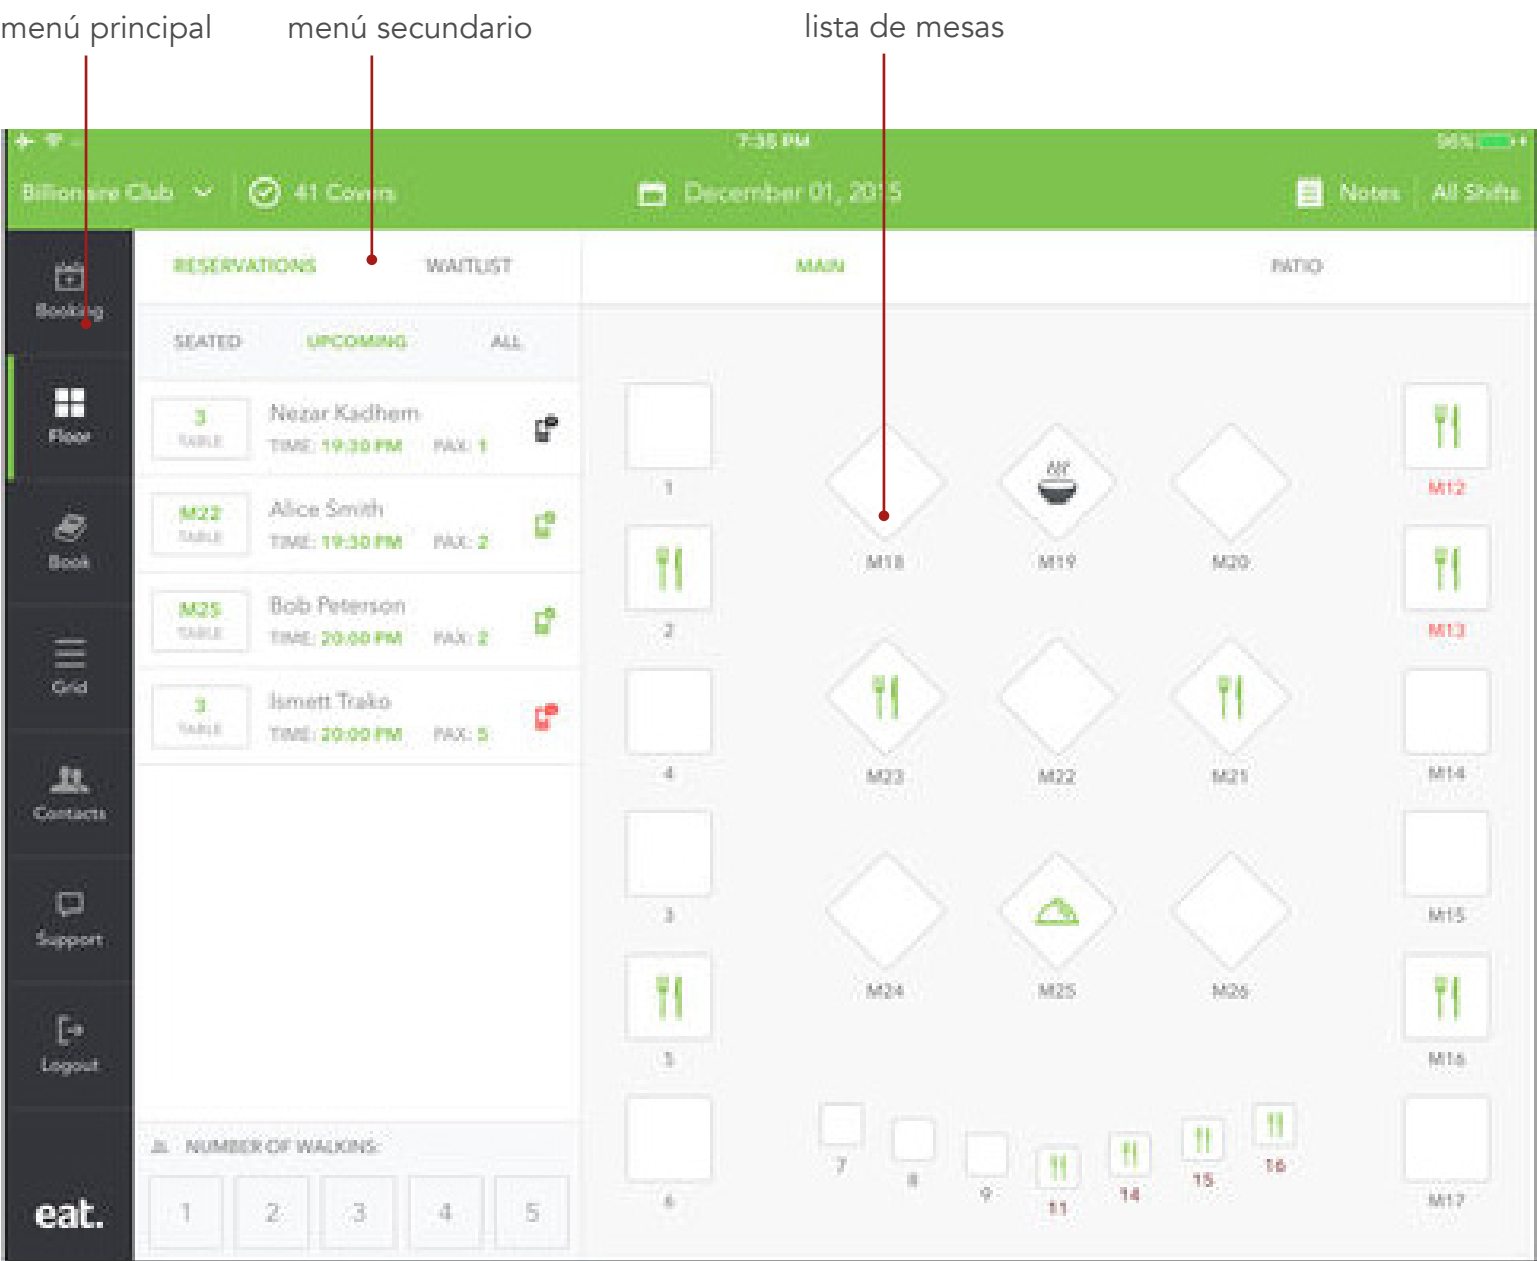 menú principal
menú secundario
lista de mesas
7:35 PM
96%
Billionaire Club
41 Covers
December 01, 2015
Notes
All Shifts
Booking
Floor
Book
Grid
Contacts
Support
Logout
eat.
RESERVATIONS
WAITLIST
SEATED
UPCOMING
ALL
3
TABLE
Nezar Kadhem
TIME: 19:30 PM PAX: 1
M22
TABLE
Alice Smith
TIME: 19:30 PM PAX: 2
M25
TABLE
Bob Peterson
TIME: 20:00 PM PAX: 2
3
TABLE
Ismett Trako
TIME: 20:00 PM PAX: 5
NUMBER OF WALKINS:
1 2 3 4 5
MAIN
PATIO
1
M12
M18 M19 M20
2
M13
4
M23 M22 M21
M14
3
M15
M24 M25 M26
5
M16
7 8 9 11 14 15 16
6
M17